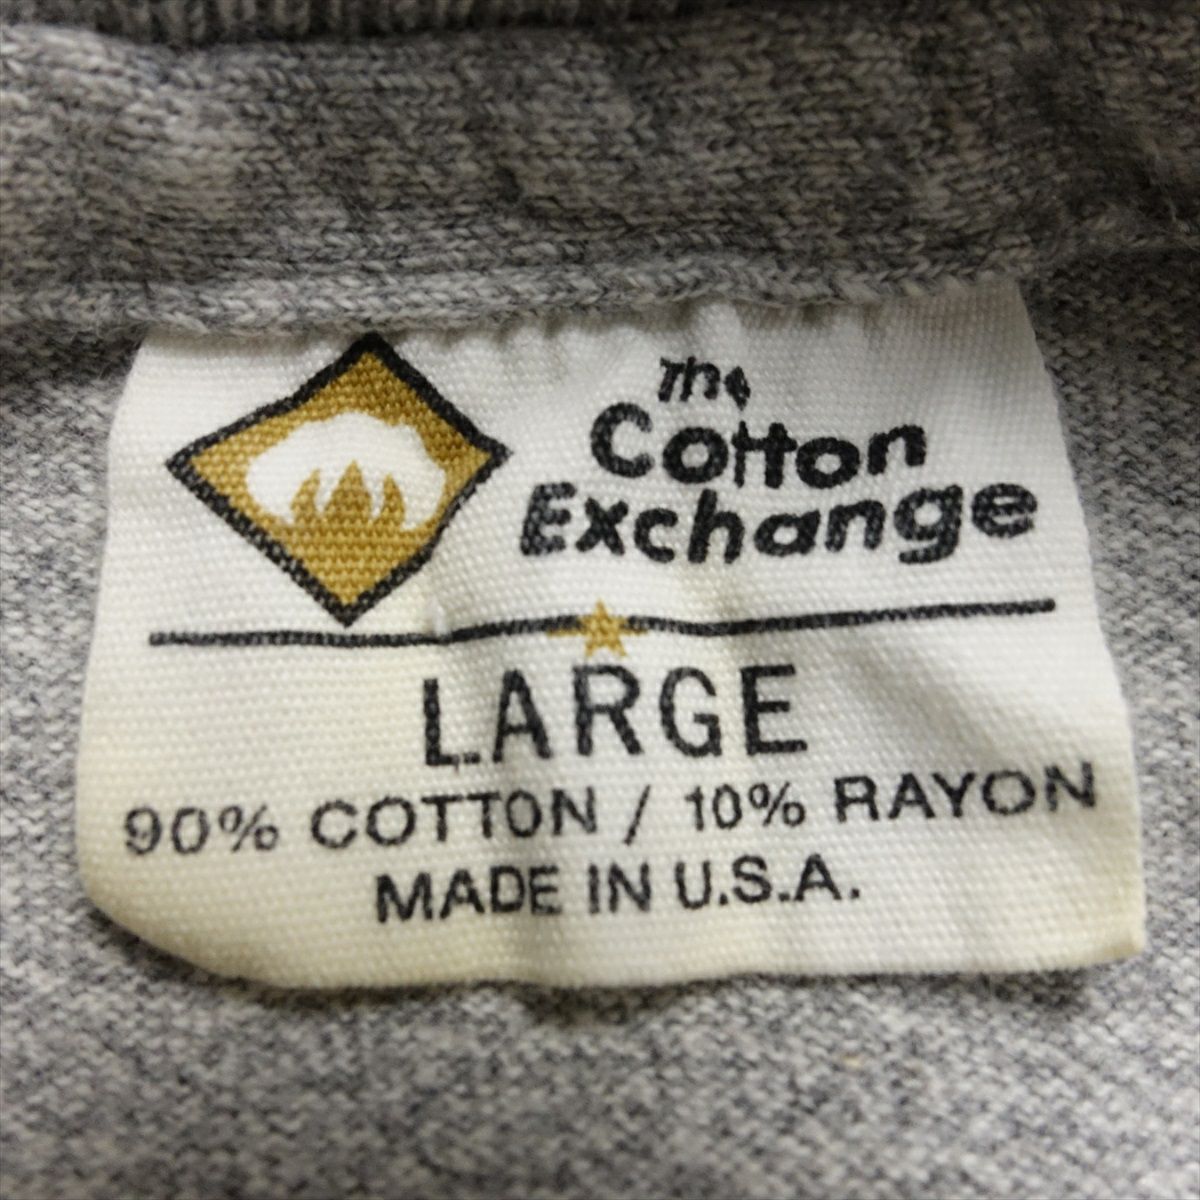 The
Cotton
Exchange
LARGE
90% COTTON / 10% RAYON
MADE IN U.S.A.